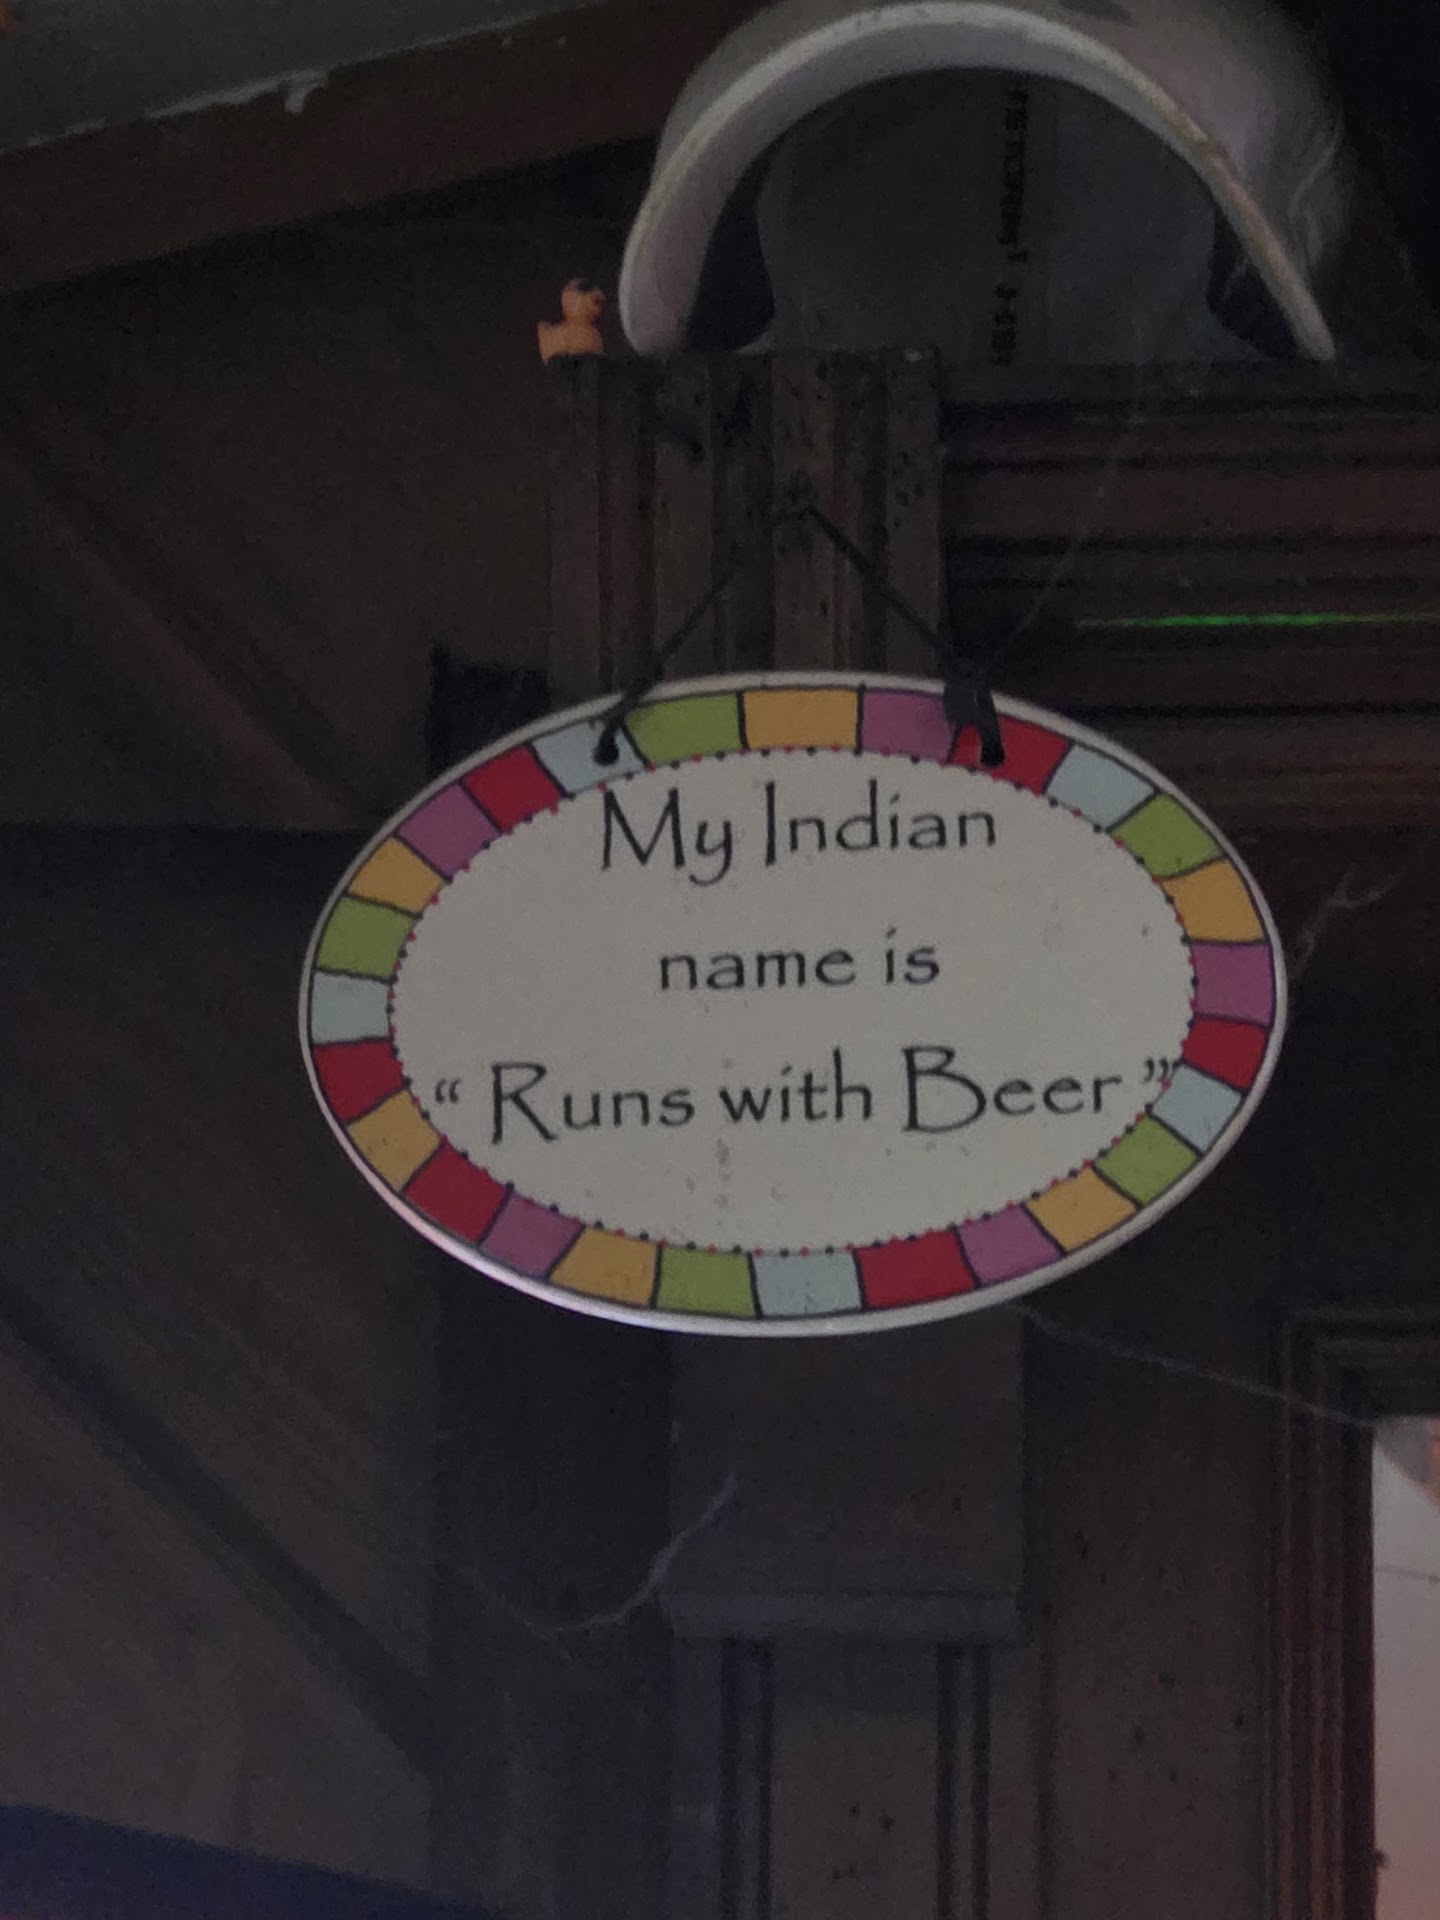 My Indian
name is
“ Runs with Beer ”